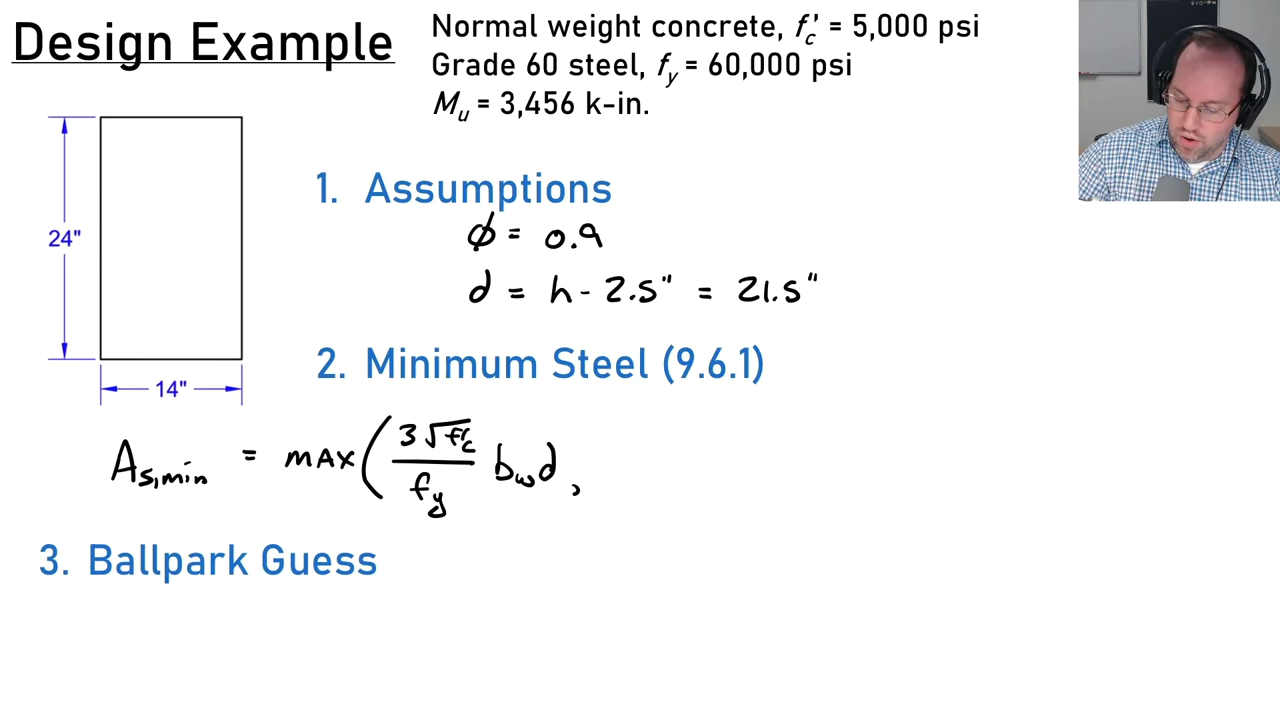 Design Example
Normal weight concrete, f'c = 5,000 psi
Grade 60 steel, fy = 60,000 psi
Mu = 3,456 k-in.
24"
14"
1. Assumptions
ϕ = 0.9
d = h - 2.5" = 21.5"
2. Minimum Steel (9.6.1)
As,min = max(3√f'c / fy bwd,
3. Ballpark Guess